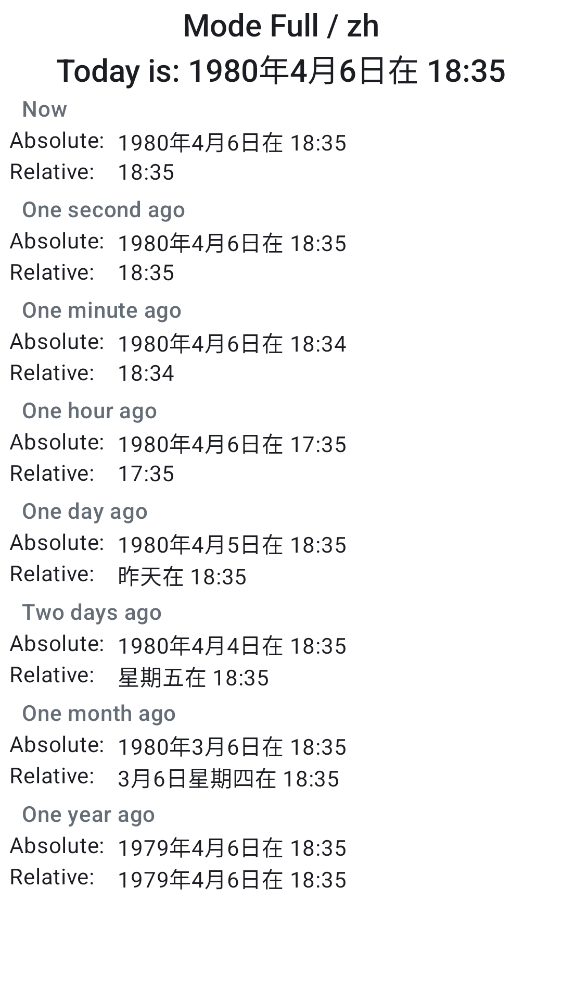 Mode Full / zh
Today is: 1980年4月6日在 18:35
Now
Absolute: 1980年4月6日在 18:35
Relative: 18:35
One second ago
Absolute: 1980年4月6日在 18:35
Relative: 18:35
One minute ago
Absolute: 1980年4月6日在 18:34
Relative: 18:34
One hour ago
Absolute: 1980年4月6日在 17:35
Relative: 17:35
One day ago
Absolute: 1980年4月5日在 18:35
Relative: 昨天在 18:35
Two days ago
Absolute: 1980年4月4日在 18:35
Relative: 星期五在 18:35
One month ago
Absolute: 1980年3月6日在 18:35
Relative: 3月6日星期四在 18:35
One year ago
Absolute: 1979年4月6日在 18:35
Relative: 1979年4月6日在 18:35